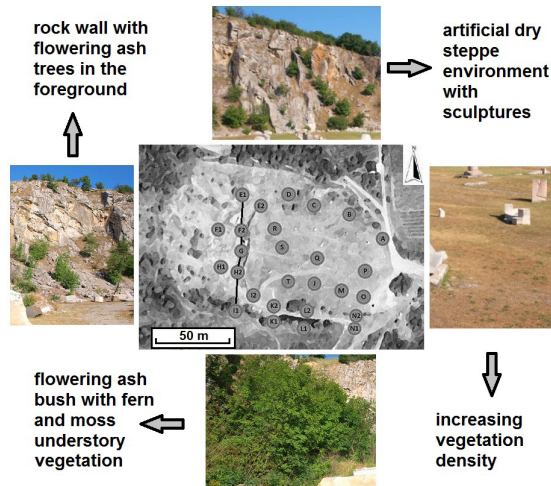 rock wall with
flowering ash
trees in the
foreground
artificial dry
steppe
environment
with
sculptures
E1
E2
D
C
B
F1
F2
R
A
S
G
Q
H1
H2
P
T
J
M
I2
O
I1
K2
L2
N2
K1
L1
N1
50 m
flowering ash
bush with fern
and moss
understory
vegetation
increasing
vegetation
density